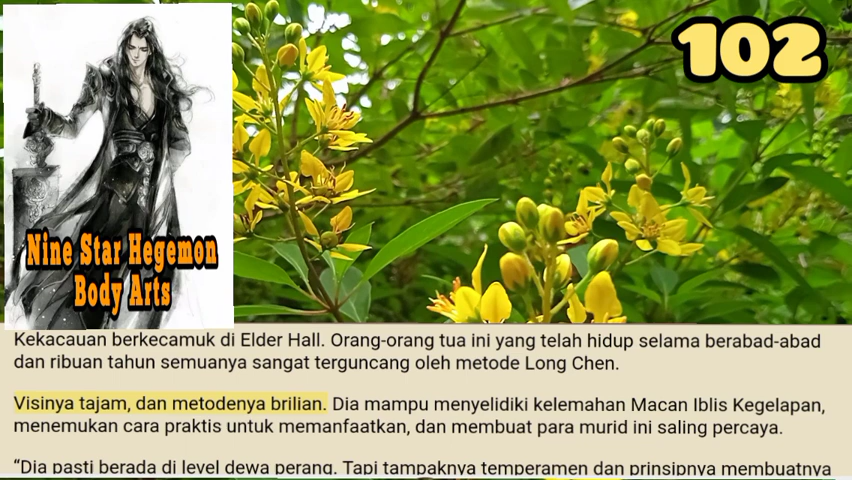 102
Nine Star Hegemon
Body Arts
Kekacauan berkecamuk di Elder Hall. Orang-orang tua ini yang telah hidup selama berabad-abad
dan ribuan tahun semuanya sangat terguncang oleh metode Long Chen.
Visinya tajam, dan metodenya brilian. Dia mampu menyelidiki kelemahan Macan Iblis Kegelapan,
menemukan cara praktis untuk memanfaatkan, dan membuat para murid ini saling percaya.
“Dia pasti berada di level dewa perang. Tapi tampaknya temperamen dan prinsipnya membuatnya